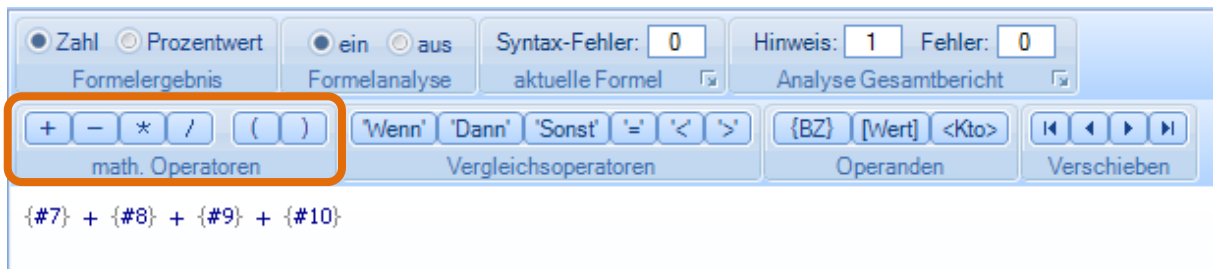 Zahl Prozentwert ein aus Syntax-Fehler: 0 Hinweis: 1 Fehler: 0
Formelergebnis Formelanalyse aktuelle Formel Analyse Gesamtbericht
+ − * / ( ) 'Wenn' 'Dann' 'Sonst' '=' '<' '>' {BZ} [Wert] <Kto>
math. Operatoren Vergleichsoperatoren Operanden Verschieben
{#7} + {#8} + {#9} + {#10}